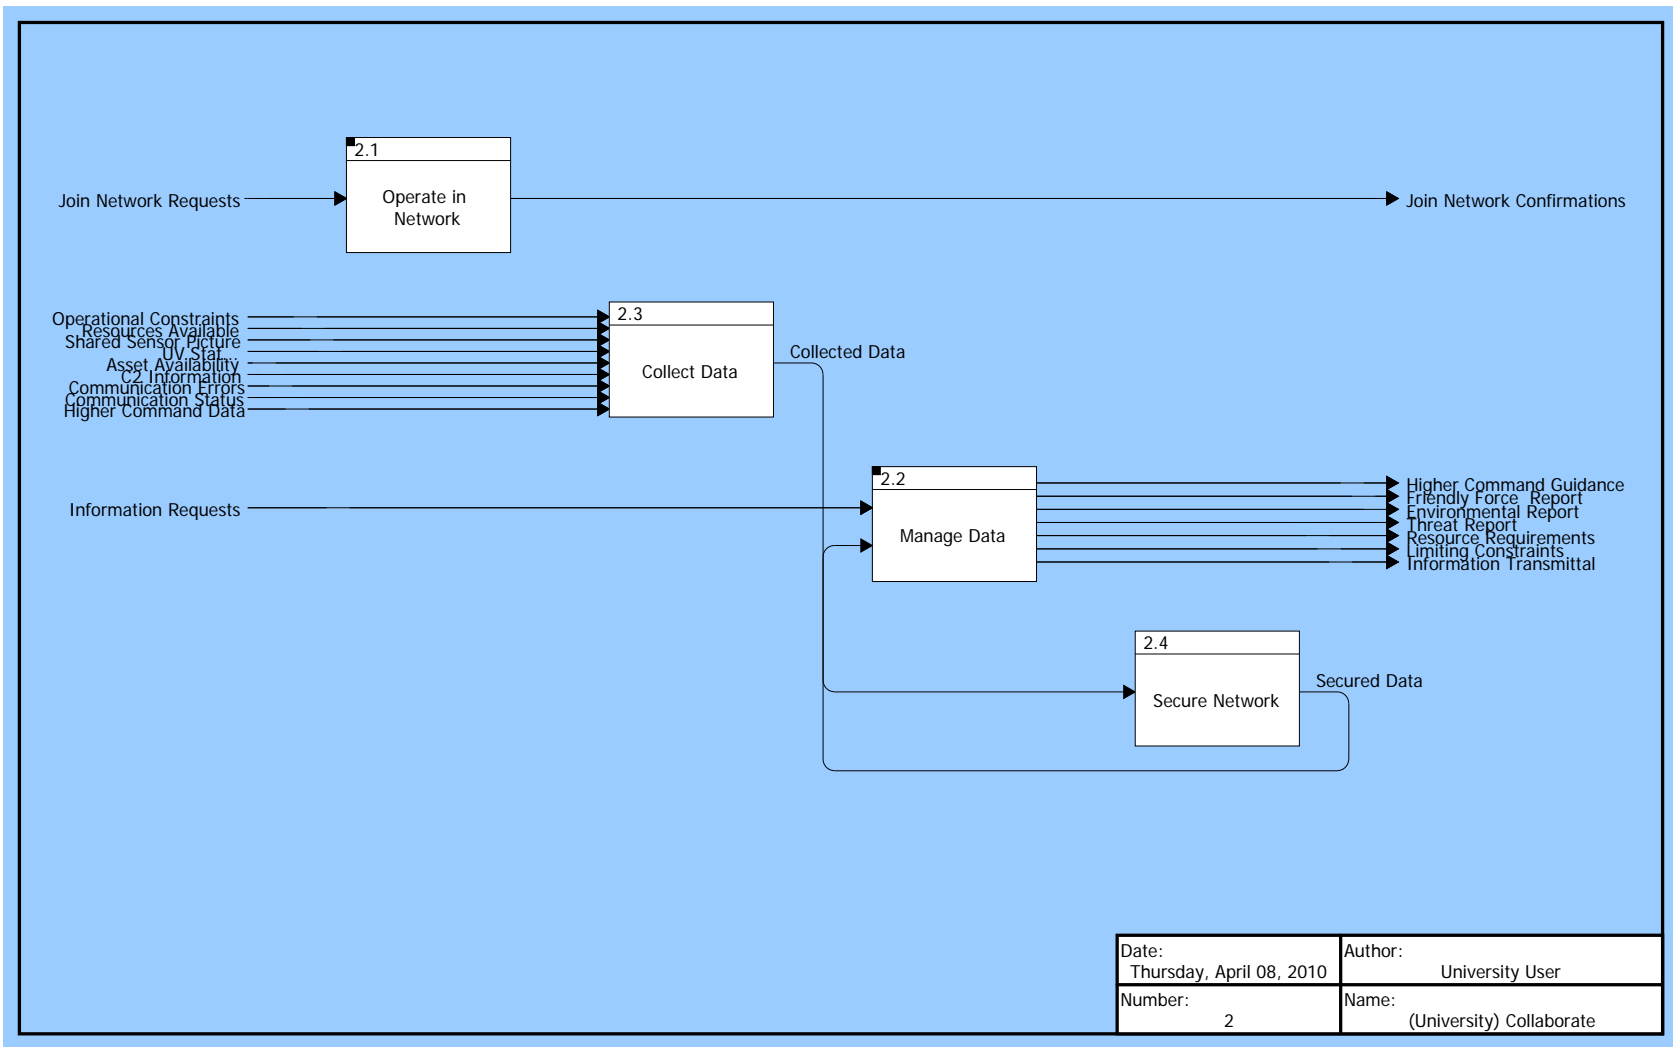 2.1
Operate in
Network
Join Network Requests
Join Network Confirmations
2.3
Collect Data
Operational Constraints
Resources Available
Shared Sensor Picture
UV Stat...
Asset Availability
C2 Information
Communication Errors
Communication Status
Higher Command Data
Collected Data
2.2
Manage Data
Information Requests
Higher Command Guidance
Friendly Force  Report
Environmental Report
Threat Report
Resource Requirements
Limiting Constraints
Information Transmittal
2.4
Secure Network
Secured Data
Date:
Thursday, April 08, 2010
Author:
University User
Number:
2
Name:
(University) Collaborate